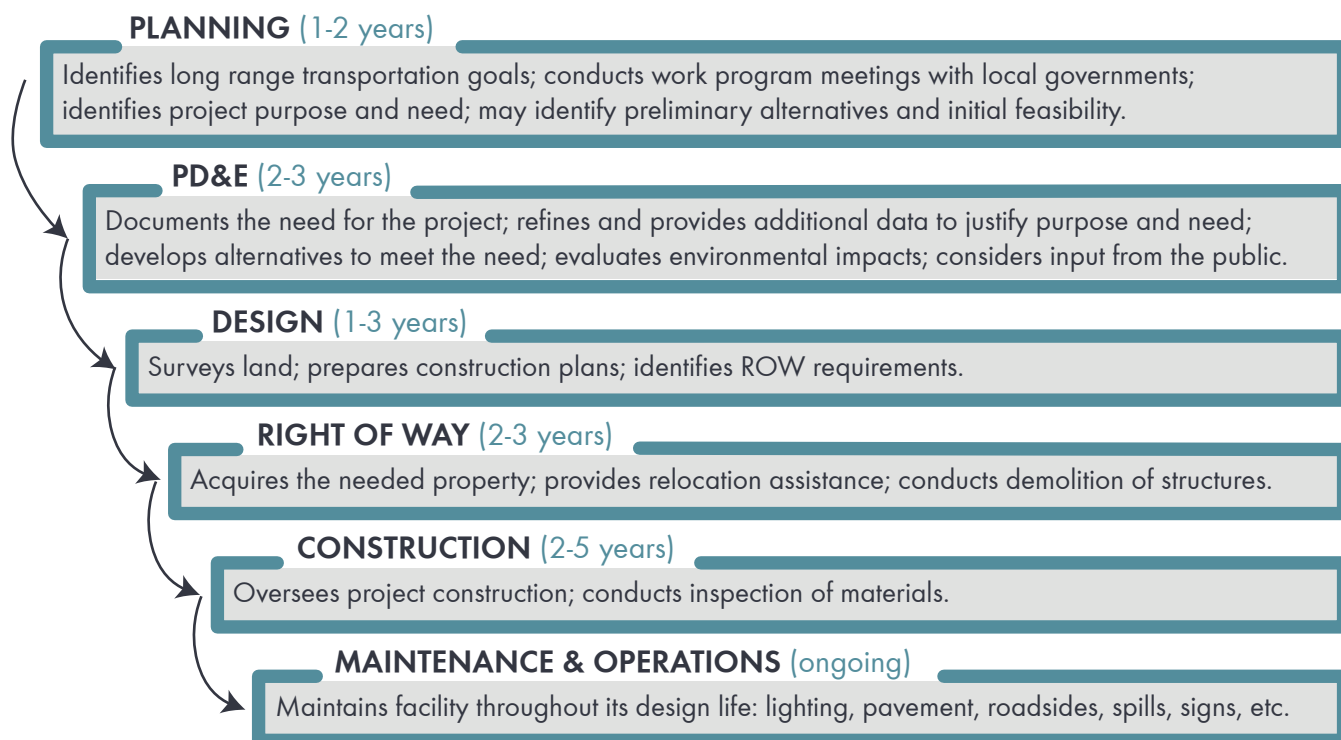 PLANNING (1-2 years)
Identifies long range transportation goals; conducts work program meetings with local governments;
identifies project purpose and need; may identify preliminary alternatives and initial feasibility.
PD&E (2-3 years)
Documents the need for the project; refines and provides additional data to justify purpose and need;
develops alternatives to meet the need; evaluates environmental impacts; considers input from the public.
DESIGN (1-3 years)
Surveys land; prepares construction plans; identifies ROW requirements.
RIGHT OF WAY (2-3 years)
Acquires the needed property; provides relocation assistance; conducts demolition of structures.
CONSTRUCTION (2-5 years)
Oversees project construction; conducts inspection of materials.
MAINTENANCE & OPERATIONS (ongoing)
Maintains facility throughout its design life: lighting, pavement, roadsides, spills, signs, etc.